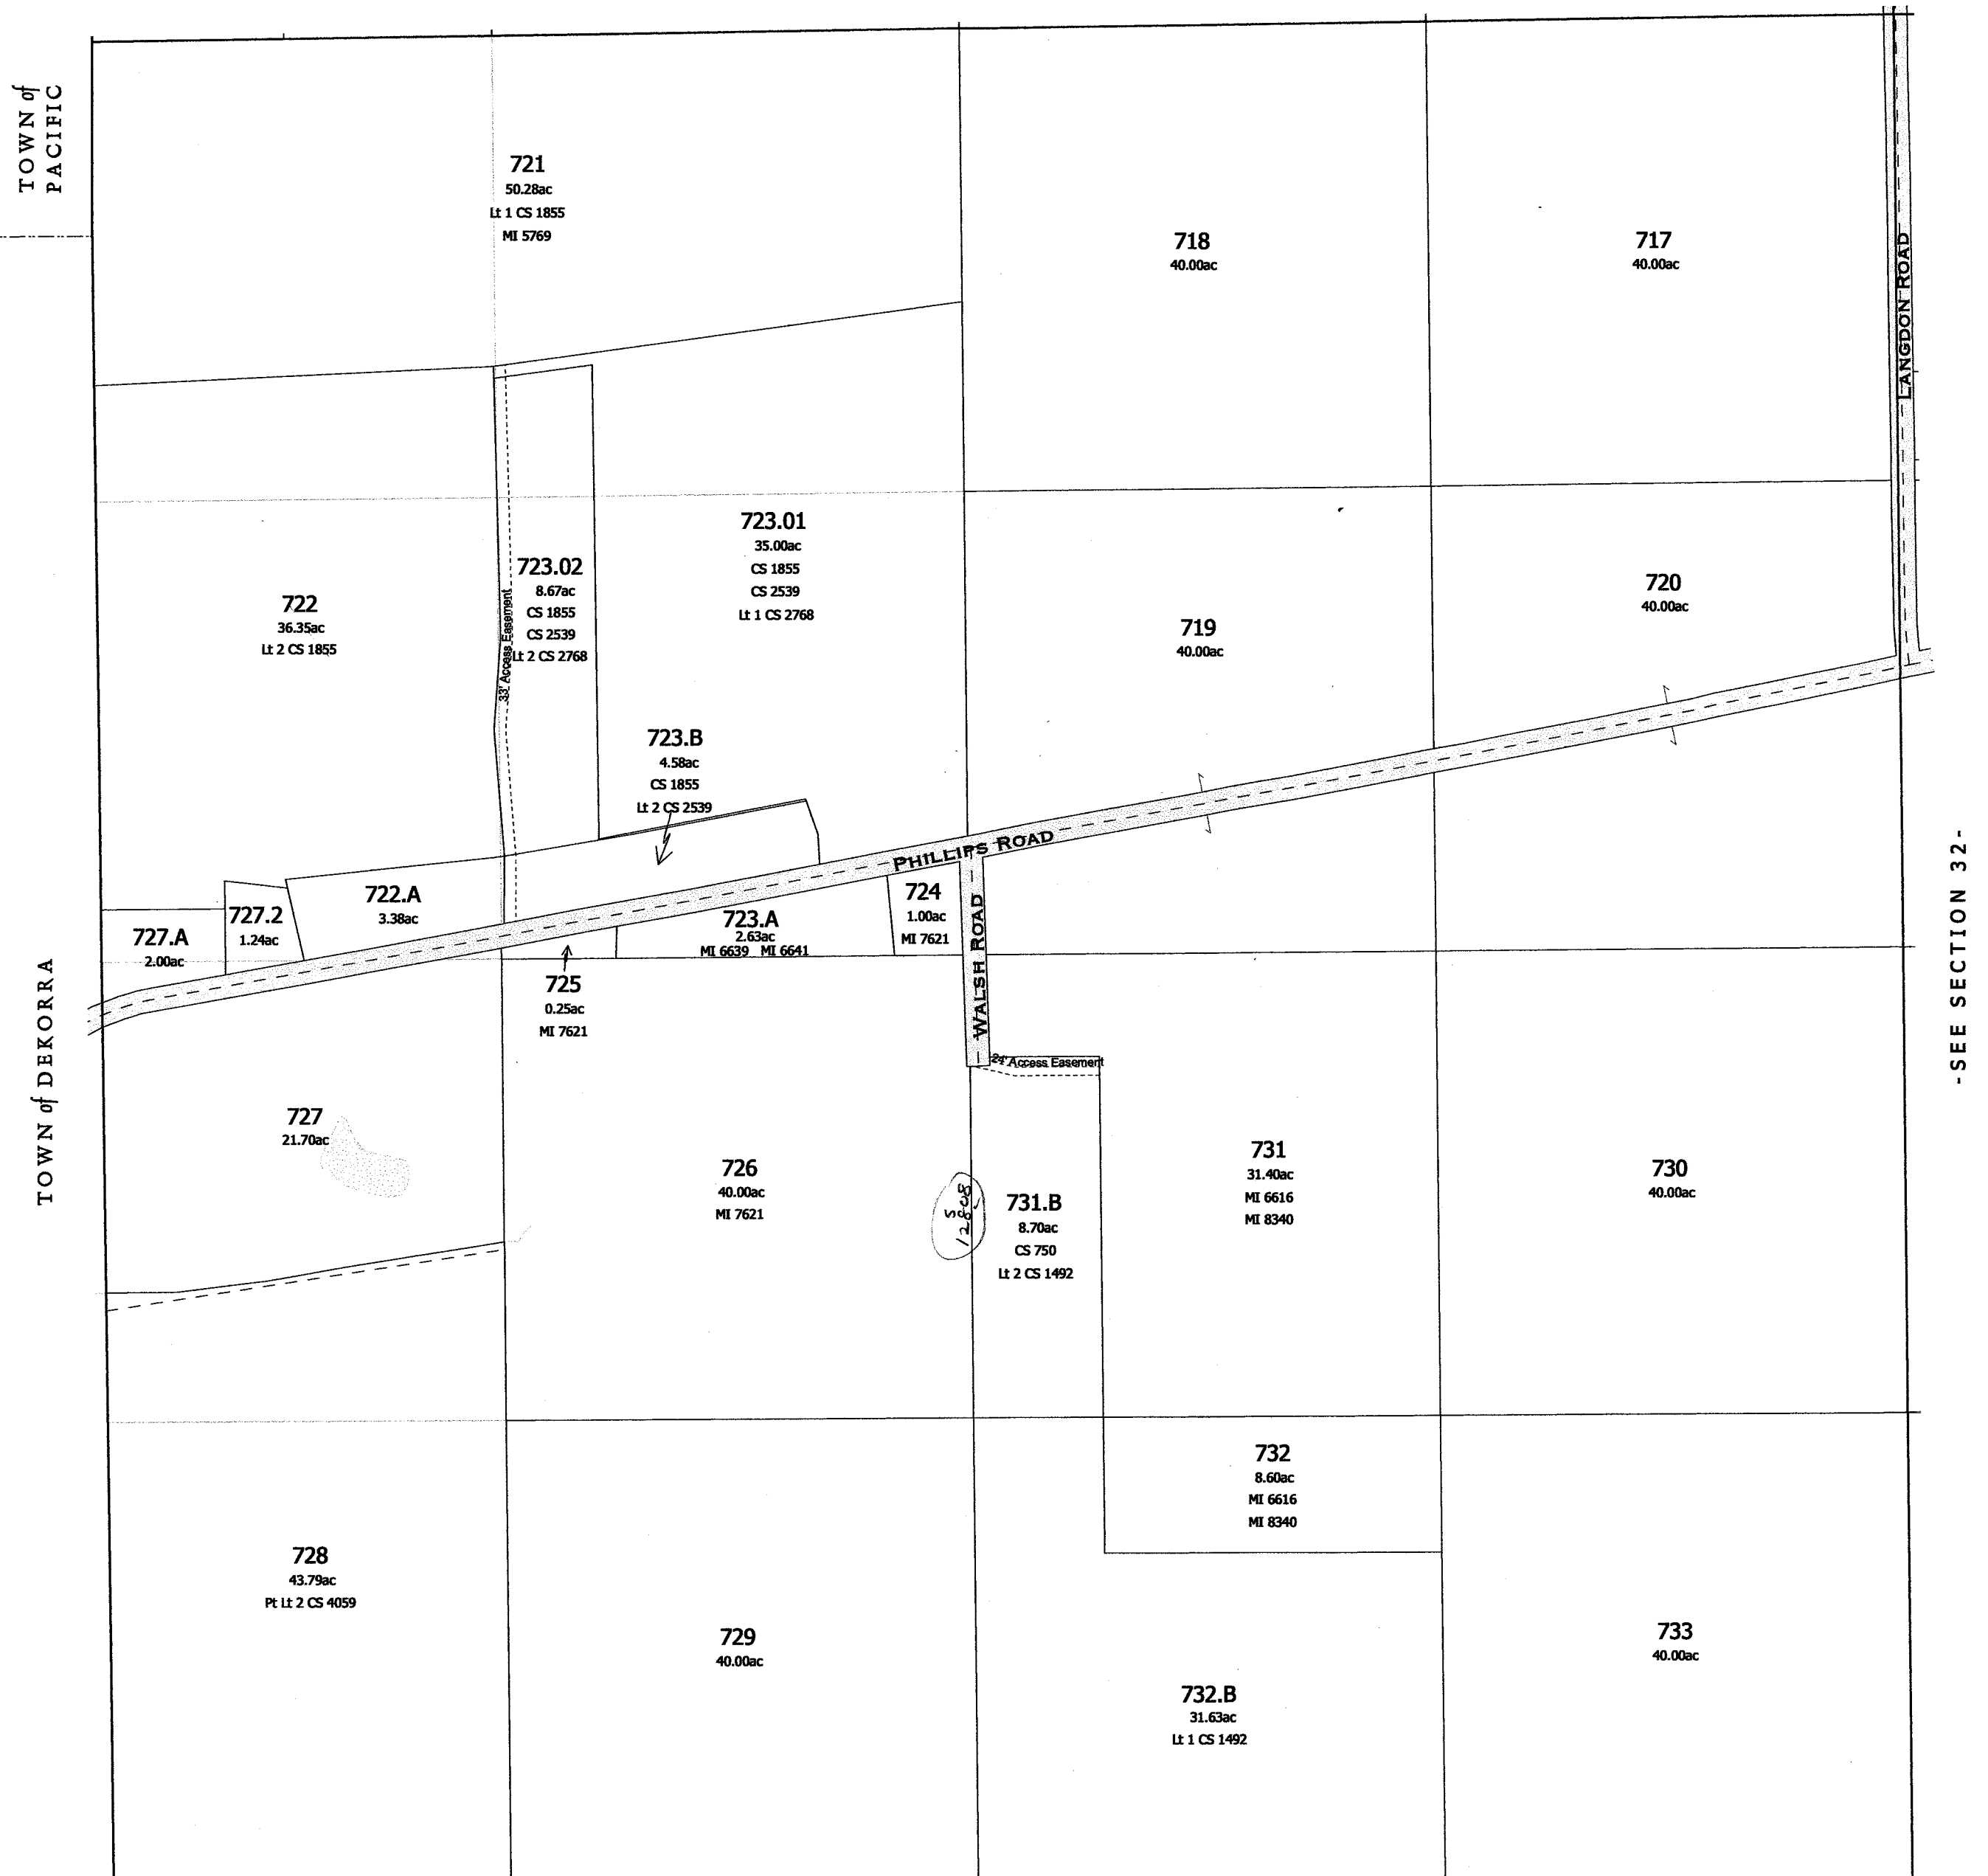 TOWN of
PACIFIC
721
50.28ac
Lt 1 CS 1855
MI 5769
718
40.00ac
717
40.00ac
LANGDON ROAD
722
36.35ac
Lt 2 CS 1855
33' Access Easement
723.02
8.67ac
CS 1855
CS 2539
Lt 2 CS 2768
723.01
35.00ac
CS 1855
CS 2539
Lt 1 CS 2768
719
40.00ac
720
40.00ac
723.B
4.58ac
CS 1855
Lt 2 CS 2539
PHILLIPS ROAD
727.A
2.00ac
727.2
1.24ac
722.A
3.38ac
723.A
2.63ac
MI 6639 MI 6641
724
1.00ac
MI 7621
WALSH ROAD
725
0.25ac
MI 7621
-SEE SECTION 32-
TOWN of DEKORRA
24' Access Easement
727
21.70ac
726
40.00ac
MI 7621
S
12808
731.B
8.70ac
CS 750
Lt 2 CS 1492
731
31.40ac
MI 6616
MI 8340
730
40.00ac
732
8.60ac
MI 6616
MI 8340
728
43.79ac
Pt Lt 2 CS 4059
729
40.00ac
732.B
31.63ac
Lt 1 CS 1492
733
40.00ac